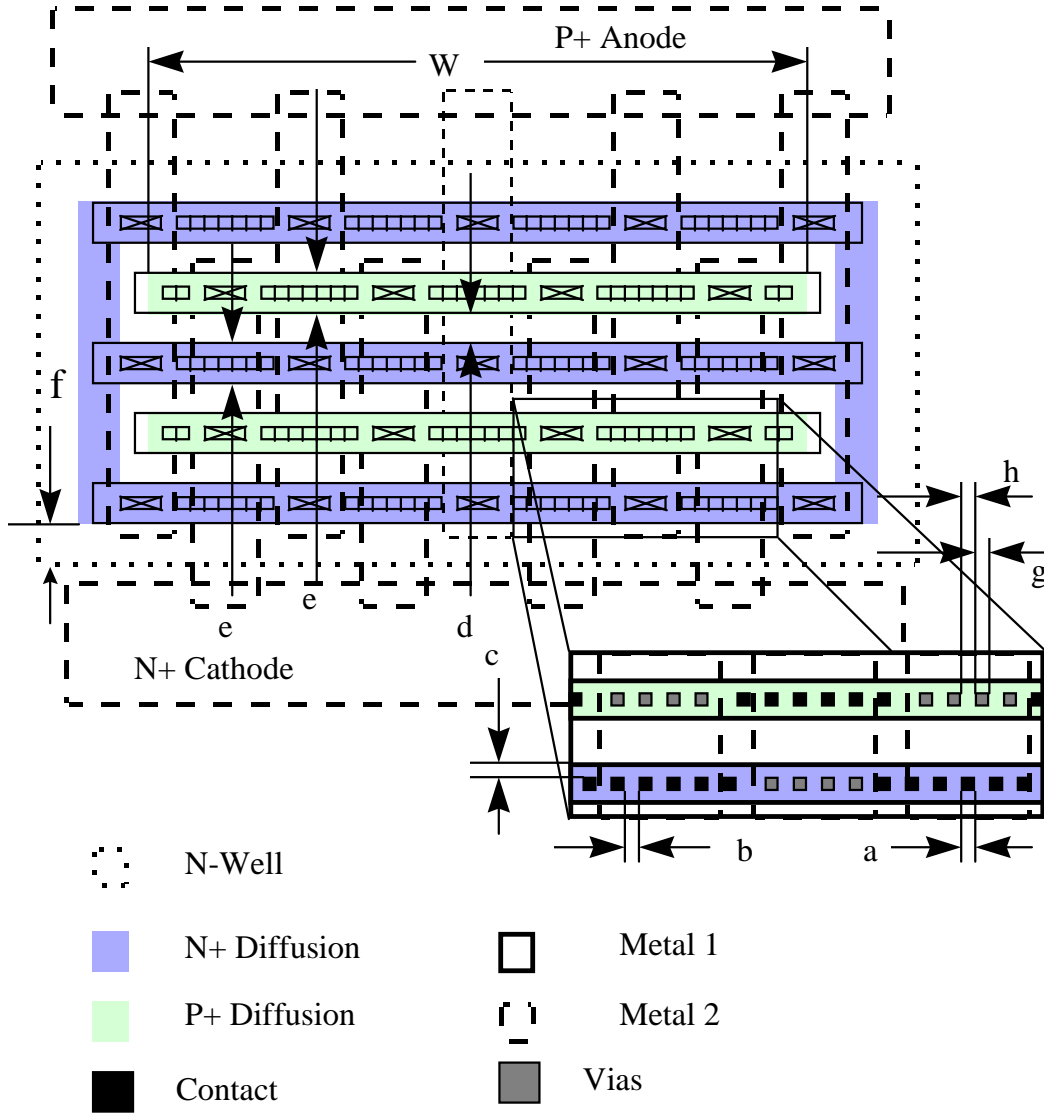 P+ Anode
W
f
h
g
e
e
d
c
N+ Cathode
b
a
N-Well
N+ Diffusion
Metal 1
P+ Diffusion
Metal 2
Contact
Vias